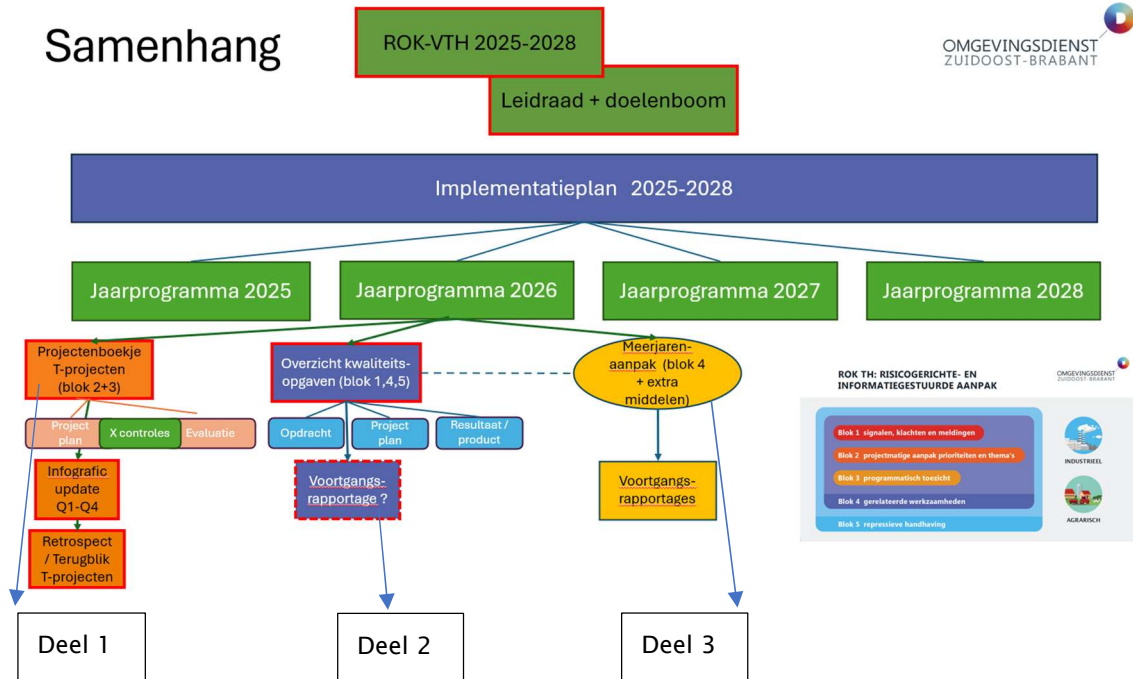 Samenhang
ROK-VTH 2025-2028
Leidraad + doelenboom
OMGEVINGSDIENST
ZUIDOOST-BRABANT
Implementatieplan 2025-2028
Jaarprogramma 2025
Jaarprogramma 2026
Jaarprogramma 2027
Jaarprogramma 2028
Projectenboekje
T-projecten
(blok 2+3)
Overzicht kwaliteits-
opgaven (blok 1,4,5)
Meerjaren-
aanpak (blok 4
+ extra
middelen)
Project
plan
X controles
Evaluatie
Opdracht
Project
plan
Resultaat /
product
Infografic
update
Q1-Q4
Voortgangs-
rapportage ?
Voortgangs-
rapportages
Retrospect
/ Terugblik
T-projecten
ROK TH: RISICOGERICHTE- EN
INFORMATIEGESTUURDE AANPAK
OMGEVINGSDIENST
ZUIDOOST-BRABANT
Blok 1 signalen, klachten en meldingen
Blok 2 projectmatige aanpak prioriteiten en thema's
Blok 3 programmatisch toezicht
Blok 4 gerelateerde werkzaamheden
Blok 5 repressieve handhaving
INDUSTRIEEL
AGRARISCH
Deel 1
Deel 2
Deel 3